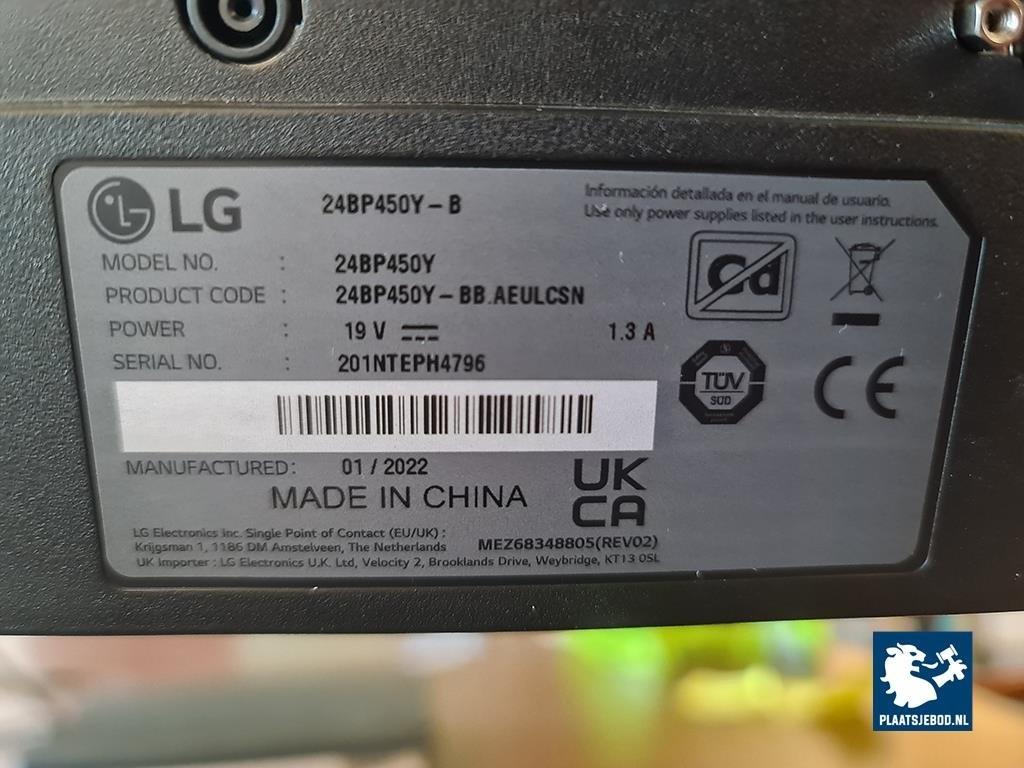 LG
24BP450Y-B
Información detallada en el manual de usuario.
Use only power supplies listed in the user instructions.
MODEL NO. : 24BP450Y
PRODUCT CODE : 24BP450Y-BB.AEULCSN
POWER : 19 V 1.3 A
SERIAL NO. : 201NTEPH4796
Cd
TÜV
SÜD
CE
MANUFACTURED: 01 / 2022
MADE IN CHINA
UK
CA
LG Electronics Inc. Single Point of Contact (EU/UK) :
Krijgsman 1, 1186 DM Amstelveen, The Netherlands
MEZ68348805(REV02)
UK Importer : LG Electronics U.K. Ltd, Velocity 2, Brooklands Drive, Weybridge, KT13 0SL
PLAATSJEBOD.NL